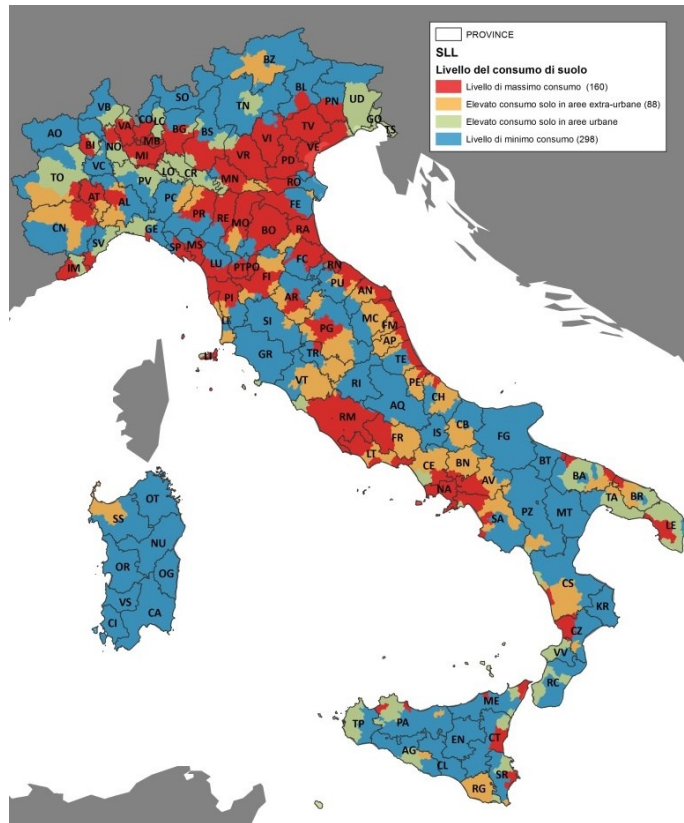 PROVINCE
SLL
Livello del consumo di suolo
Livello di massimo consumo (160)
Elevato consumo solo in aree extra-urbane (88)
Elevato consumo solo in aree urbane
Livello di minimo consumo (298)
BZ
BL
SO
VB
TN
PN
UD
CO
LC
GO
TS
AO
VA
BG
BS
VI
TV
BI
MB
NO
MI
VR
PD
VE
TO
VC
LO
CR
MN
PV
RO
AT
AL
PC
PR
RE
MO
FE
CN
GE
BO
RA
SV
SP
MS
FC
IM
LU
PT
PO
RN
FI
PU
PI
AN
AR
LI
MC
FM
SI
PG
AP
LI
GR
TR
TE
VT
RI
PE
AQ
CH
RM
FR
IS
CB
FG
LT
CE
BN
BT
BA
NA
AV
TA
BR
SA
PZ
MT
LE
OT
SS
NU
CS
OR
OG
KR
VS
CI
CA
CZ
VV
RC
ME
TP
PA
EN
CT
AG
CL
SR
RG